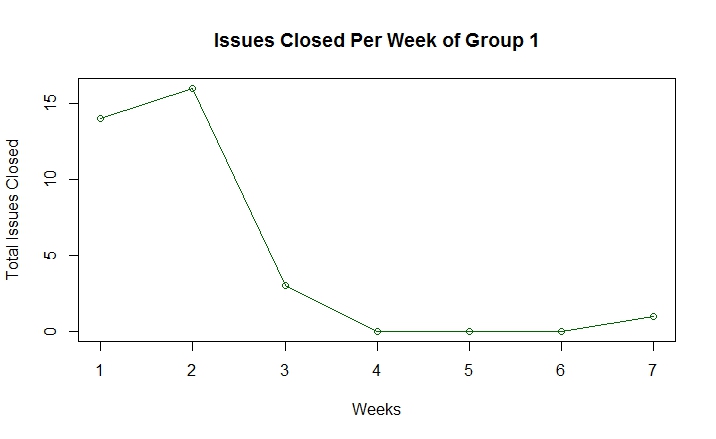 Issues Closed Per Week of Group 1
Total Issues Closed
15
10
5
0
1 2 3 4 5 6 7
Weeks